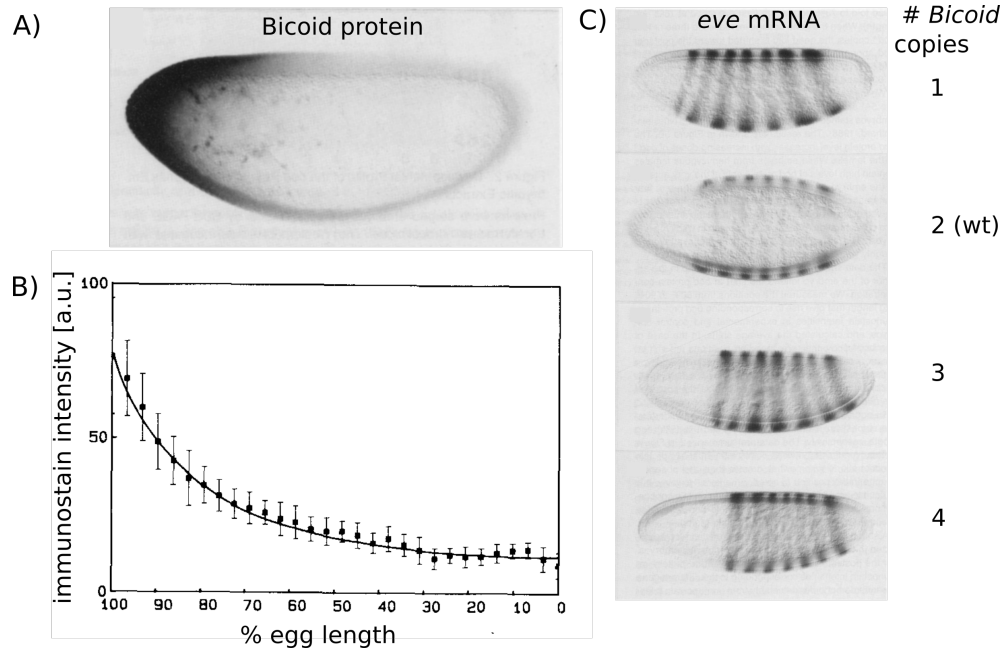 A)
Bicoid protein
B)
immunostain intensity [a.u.]
100
50
0
100 90 80 70 60 50 40 30 20 10 0
% egg length
C)
eve mRNA
# Bicoid
copies
1
2 (wt)
3
4